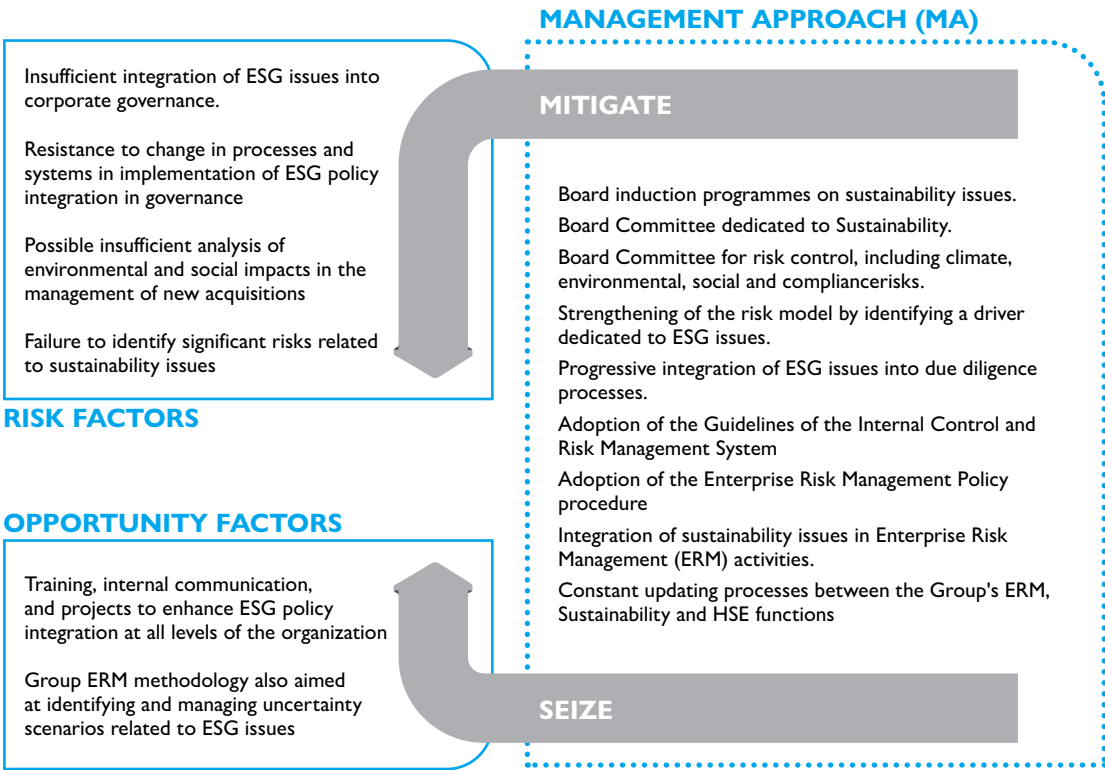 MANAGEMENT APPROACH (MA)
Insufficient integration of ESG issues into
corporate governance.
Resistance to change in processes and
systems in implementation of ESG policy
integration in governance
Possible insufficient analysis of
environmental and social impacts in the
management of new acquisitions
Failure to identify significant risks related
to sustainability issues
RISK FACTORS
MITIGATE
Board induction programmes on sustainability issues.
Board Committee dedicated to Sustainability.
Board Committee for risk control, including climate,
environmental, social and compliancerisks.
Strengthening of the risk model by identifying a driver
dedicated to ESG issues.
Progressive integration of ESG issues into due diligence
processes.
Adoption of the Guidelines of the Internal Control and
Risk Management System
Adoption of the Enterprise Risk Management Policy
procedure
Integration of sustainability issues in Enterprise Risk
Management (ERM) activities.
Constant updating processes between the Group's ERM,
Sustainability and HSE functions
OPPORTUNITY FACTORS
Training, internal communication,
and projects to enhance ESG policy
integration at all levels of the organization
Group ERM methodology also aimed
at identifying and managing uncertainty
scenarios related to ESG issues
SEIZE